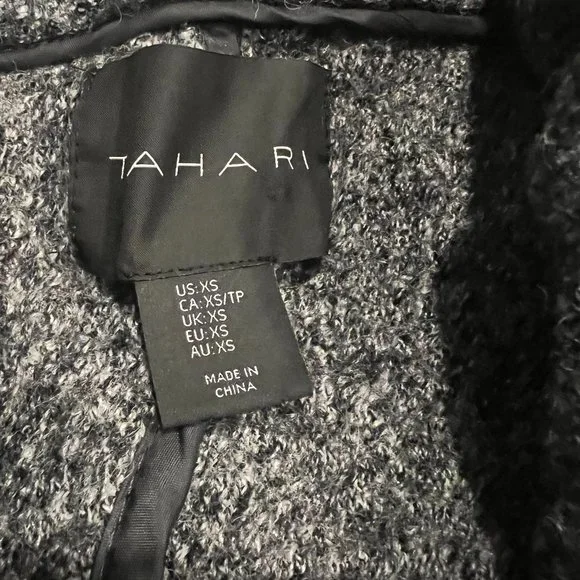 TAHARI
US:XS
CA:XS/TP
UK:XS
EU:XS
AU:XS
MADE IN
CHINA